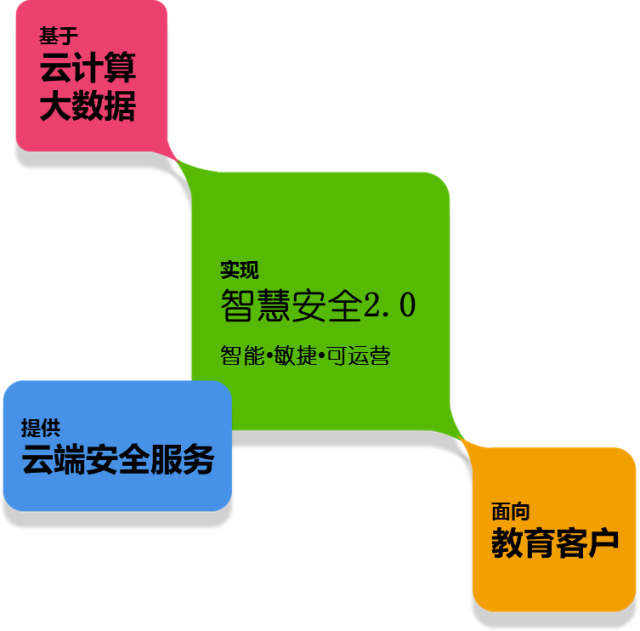 基于
云计算
大数据
实现
智慧安全2.0
智能•敏捷•可运营
提供
云端安全服务
面向
教育客户